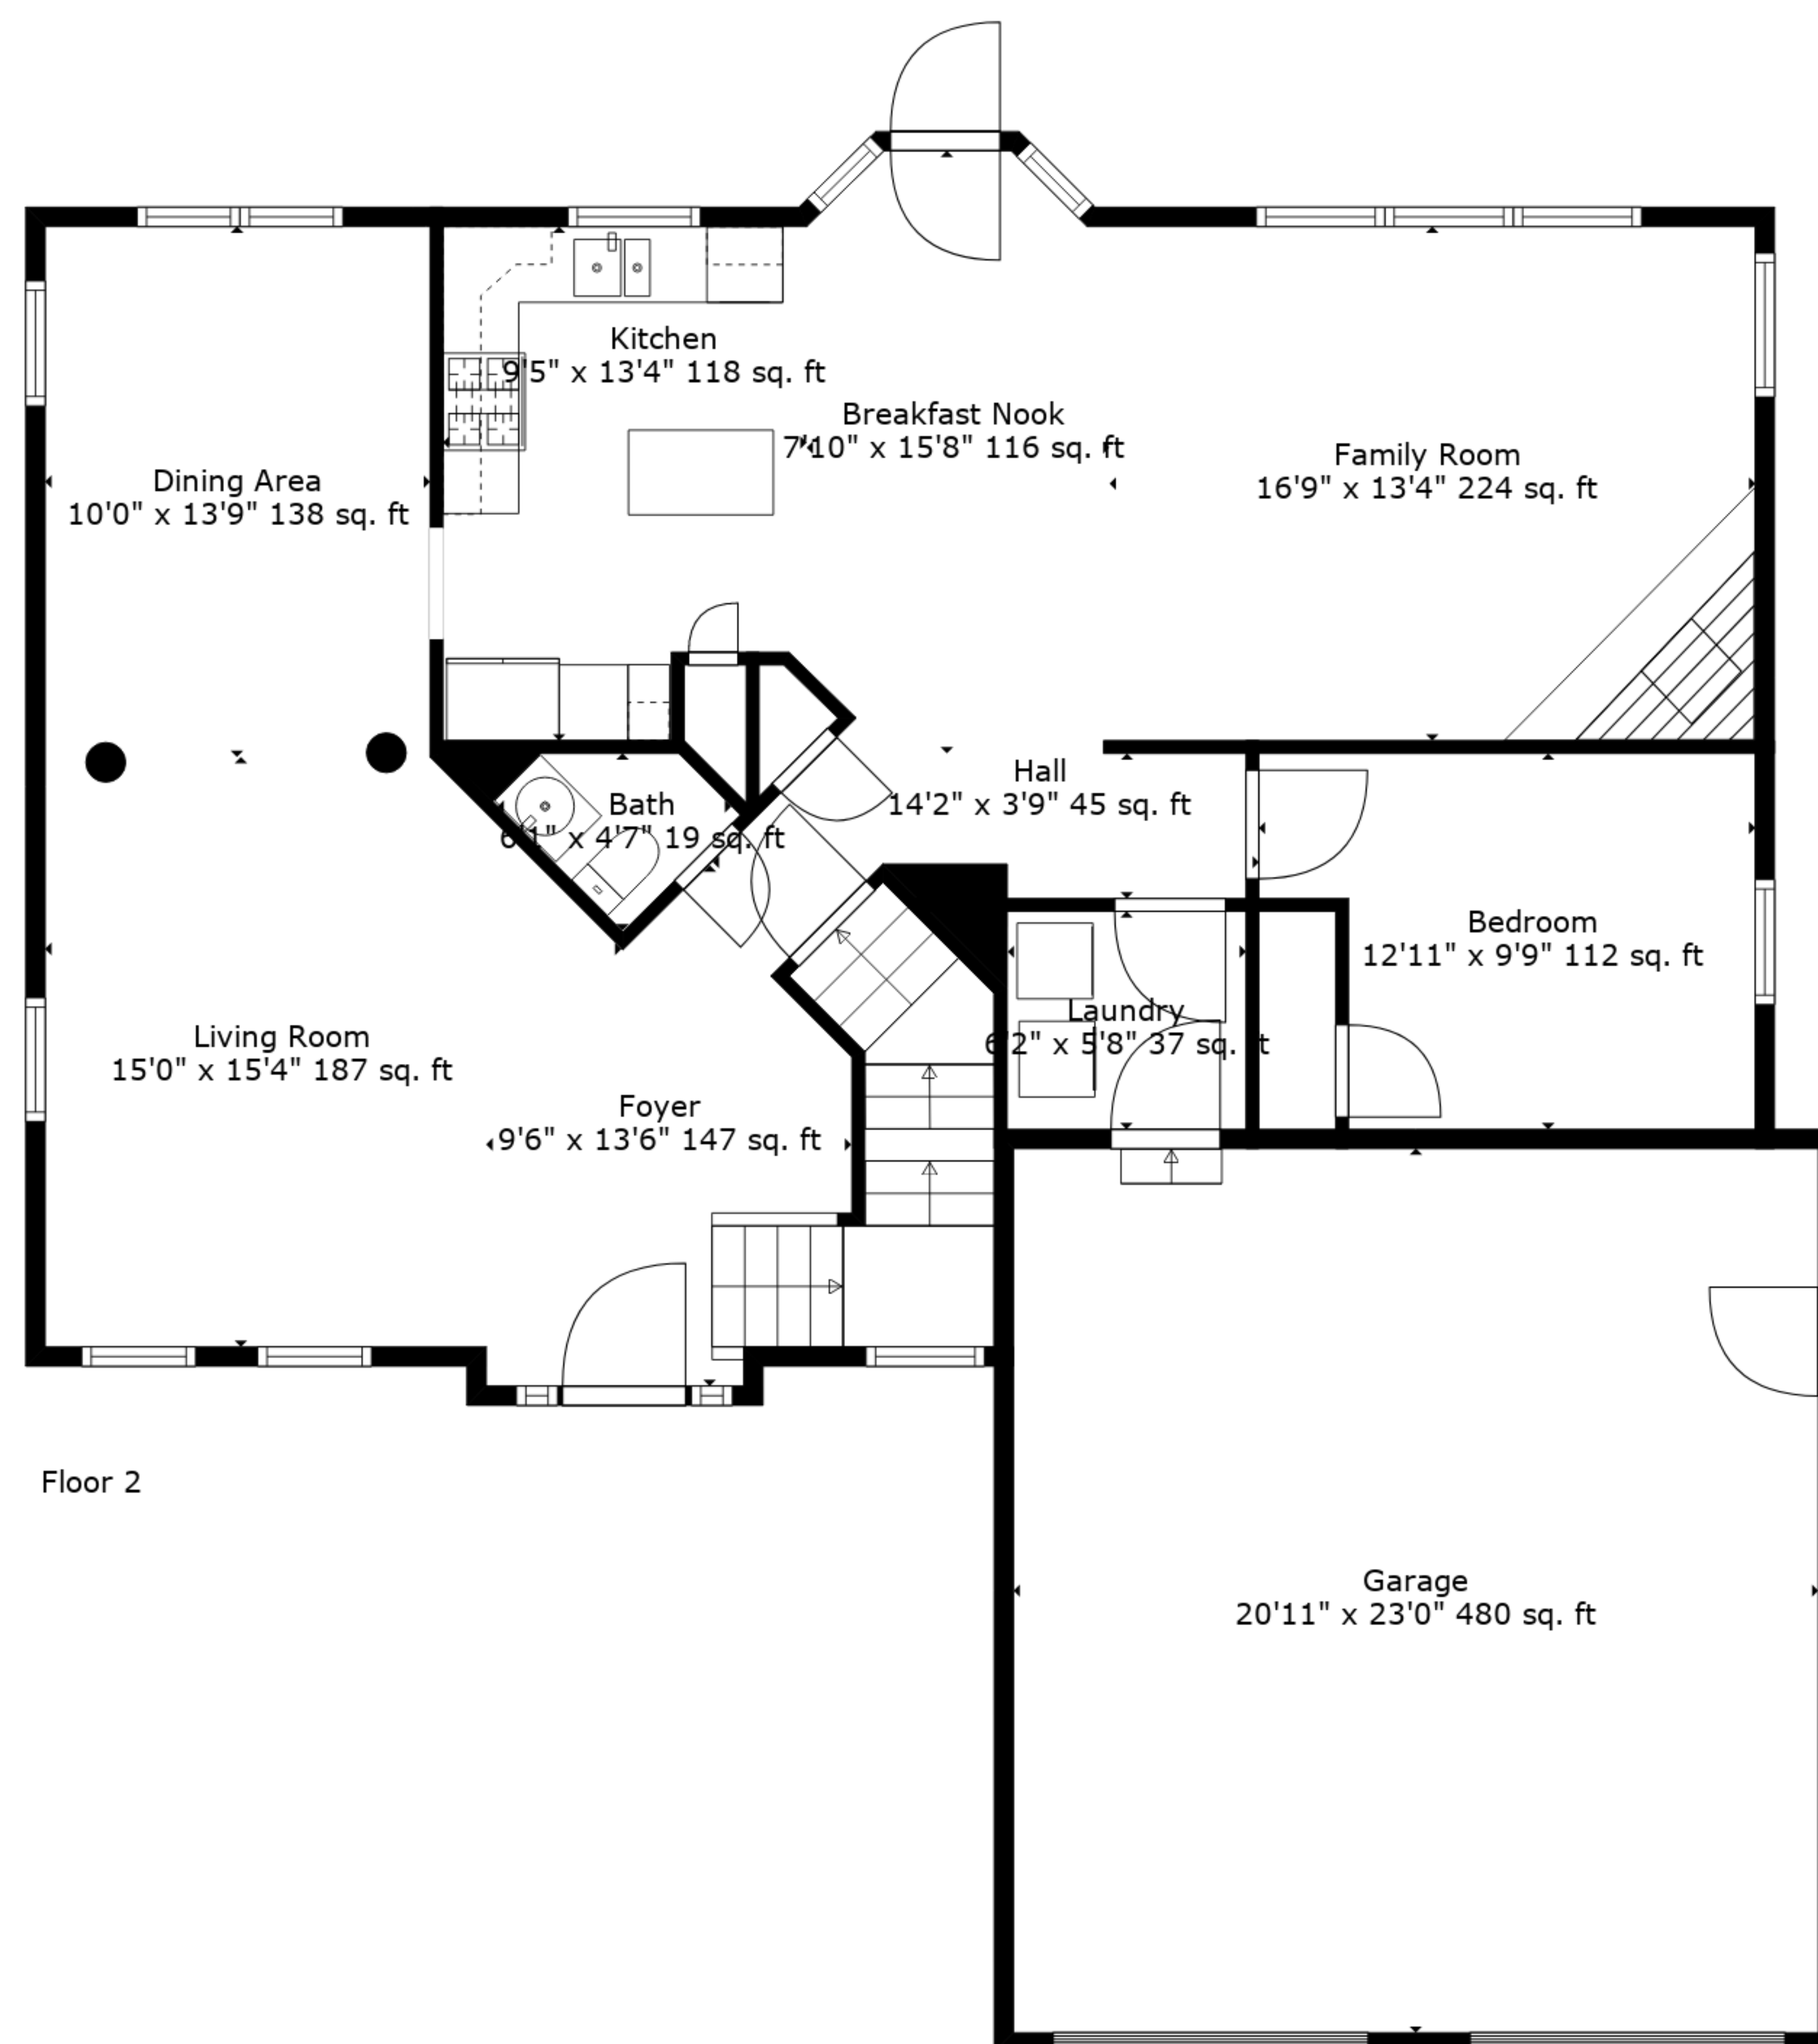 Kitchen
9'5" x 13'4" 118 sq. ft
Breakfast Nook
7'10" x 15'8" 116 sq. ft
Family Room
16'9" x 13'4" 224 sq. ft
Dining Area
10'0" x 13'9" 138 sq. ft
Hall
14'2" x 3'9" 45 sq. ft
Bath
6'1" x 4'7" 19 sq. ft
Bedroom
12'11" x 9'9" 112 sq. ft
Laundry
6'2" x 5'8" 37 sq. ft
Living Room
15'0" x 15'4" 187 sq. ft
Foyer
9'6" x 13'6" 147 sq. ft
Floor 2
Garage
20'11" x 23'0" 480 sq. ft